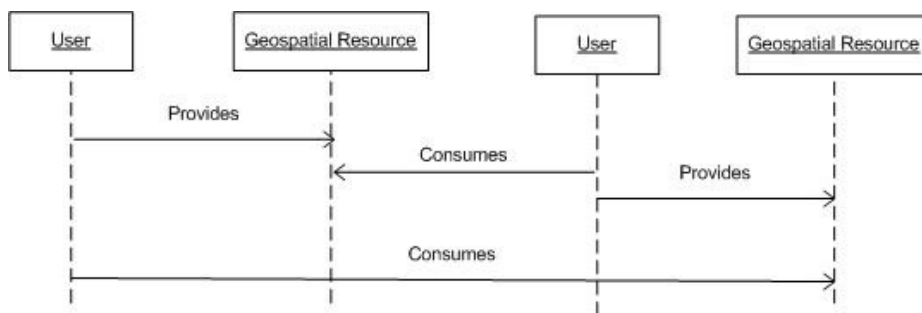 User
Geospatial Resource
User
Geospatial Resource
Provides
Consumes
Provides
Consumes